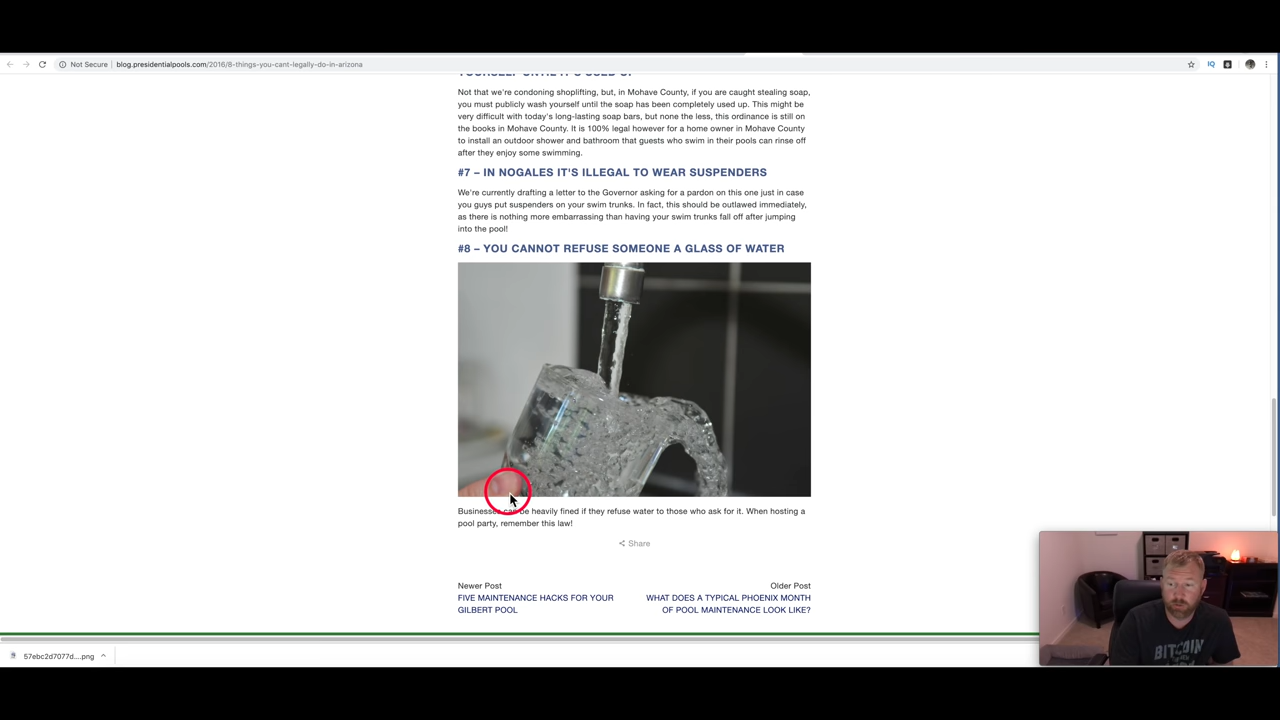 Not Secure
blog.presidentialpools.com/2016/8-things-you-cant-legally-do-in-arizona
IQ
YOURSELF UNTIL IT'S USED UP
Not that we're condoning shoplifting, but, in Mohave County, if you are caught stealing soap,
you must publicly wash yourself until the soap has been completely used up. This might be
very difficult with today's long-lasting soap bars, but none the less, this ordinance is still on
the books in Mohave County. It is 100% legal however for a home owner in Mohave County
to install an outdoor shower and bathroom that guests who swim in their pools can rinse off
after they enjoy some swimming.
#7 – IN NOGALES IT'S ILLEGAL TO WEAR SUSPENDERS
We're currently drafting a letter to the Governor asking for a pardon on this one just in case
you guys put suspenders on your swim trunks. In fact, this should be outlawed immediately,
as there is nothing more embarrassing than having your swim trunks fall off after jumping
into the pool!
#8 – YOU CANNOT REFUSE SOMEONE A GLASS OF WATER
Businesses can be heavily fined if they refuse water to those who ask for it. When hosting a
pool party, remember this law!
Share
Newer Post
FIVE MAINTENANCE HACKS FOR YOUR
GILBERT POOL
Older Post
WHAT DOES A TYPICAL PHOENIX MONTH
OF POOL MAINTENANCE LOOK LIKE?
57ebc2d7077d....png
BITCOIN